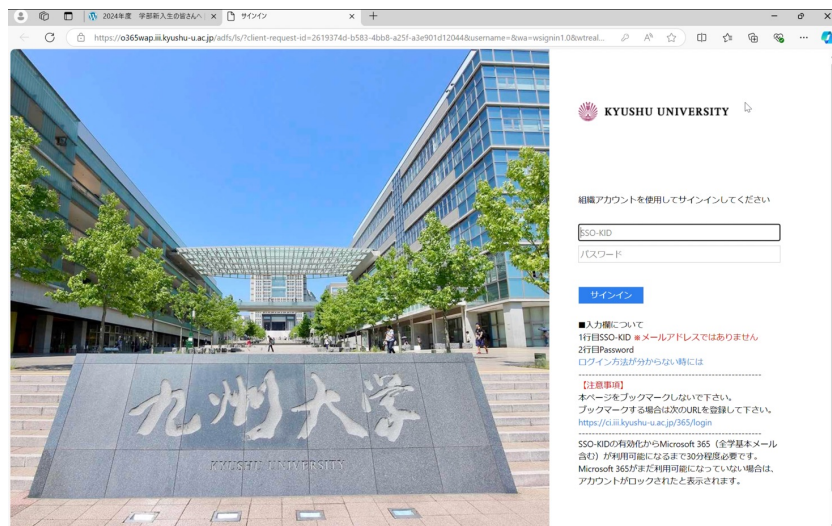 2024年度 学部新入生の皆さんへ
サインイン
https://o365wap.iii.kyushu-u.ac.jp/adfs/ls/?client-request-id=2619374d-b583-4bb8-a25f-a3e901d12044&username=&wa=wsignin1.0&wtreal...
KYUSHU UNIVERSITY
組織アカウントを使用してサインインしてください
SSO-KID
パスワード
サインイン
■入力欄について
1行目SSO-KID ※メールアドレスではありません
2行目Password
ログイン方法が分からない時には
【注意事項】
本ページをブックマークしないで下さい。
ブックマークする場合は次のURLを登録して下さい。
https://ci.iii.kyushu-u.ac.jp/365/login
SSO-KIDの有効化からMicrosoft 365（全学基本メール
含む）が利用可能になるまで30分程度必要です。
Microsoft 365がまだ利用可能になっていない場合は、
アカウントがロックされたと表示されます。
九州大学
KYUSHU UNIVERSITY